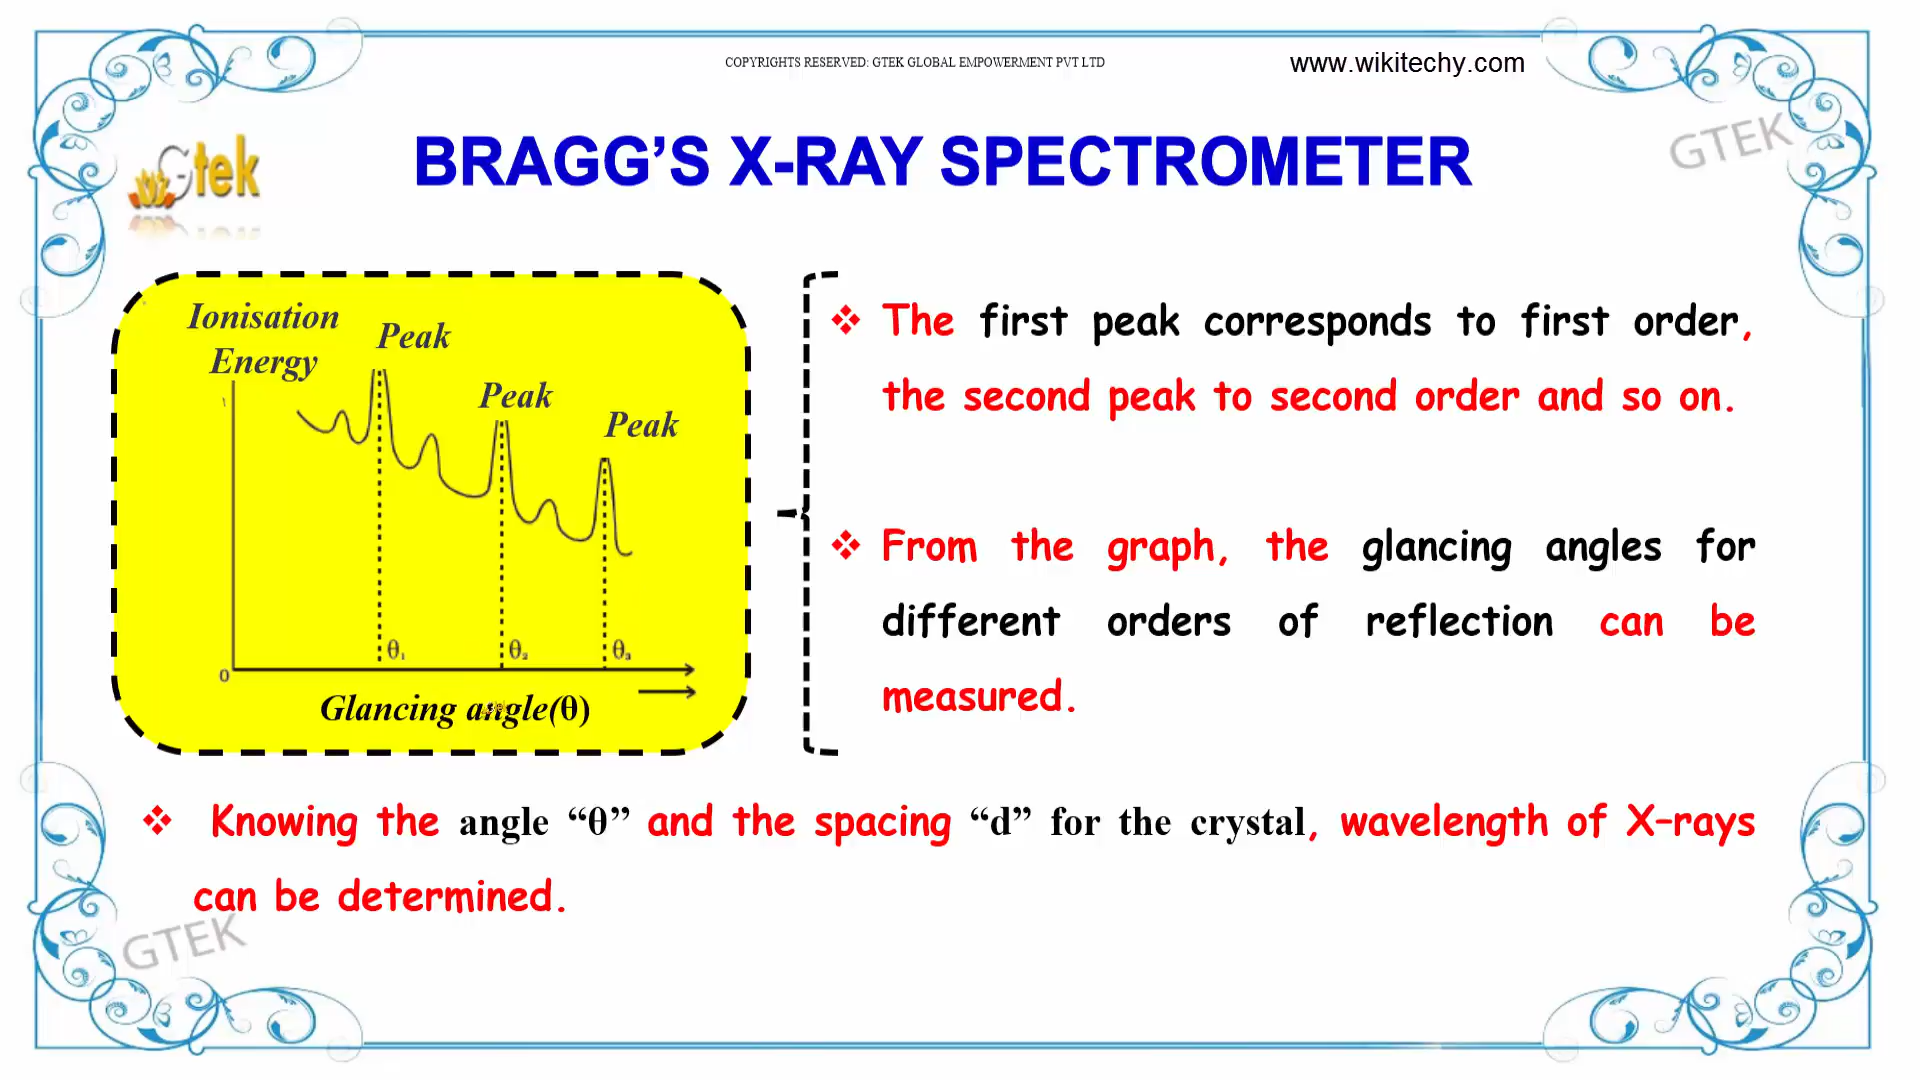 COPYRIGHTS RESERVED: GTEK GLOBAL EMPOWERMENT PVT LTD
www.wikitechy.com
GTEK
Gtek
BRAGG’S X-RAY SPECTROMETER
Ionisation
Energy
Peak
Peak
Peak
θ₁
θ₂
θ₃
0
Glancing angle(θ)
❖ The first peak corresponds to first order,
the second peak to second order and so on.
❖ From the graph, the glancing angles for
different orders of reflection can be
measured.
❖ Knowing the angle “θ” and the spacing “d” for the crystal, wavelength of X–rays
can be determined.
GTEK